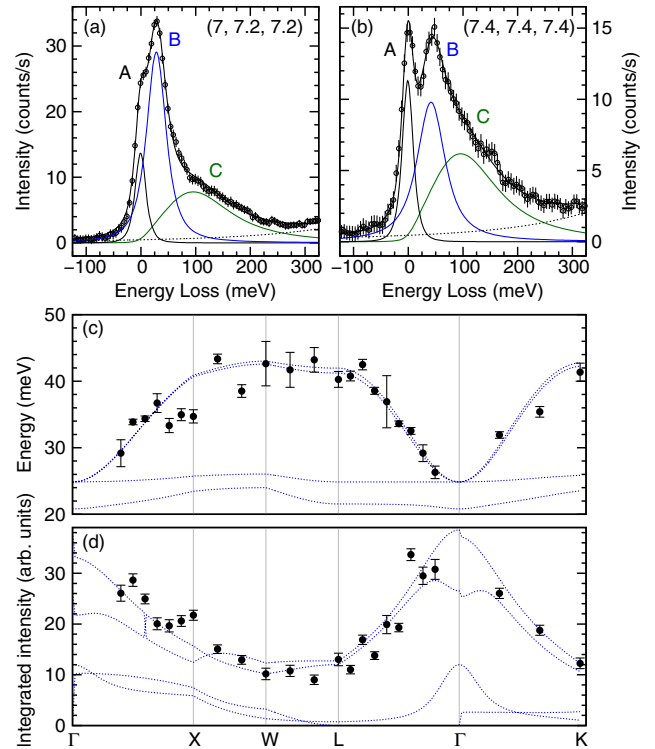 (a) (7, 7.2, 7.2)
(b) (7.4, 7.4, 7.4)
A
B
C
A
B
C
Intensity (counts/s)
30
20
10
0
−100 0 100 200 300
Energy Loss (meV)
15
10
5
0
Intensity (counts/s)
−100 0 100 200 300
Energy Loss (meV)
(c)
Energy (meV)
50
40
30
20
(d)
Integrated intensity (arb. units)
30
20
10
0
Γ X W L Γ K